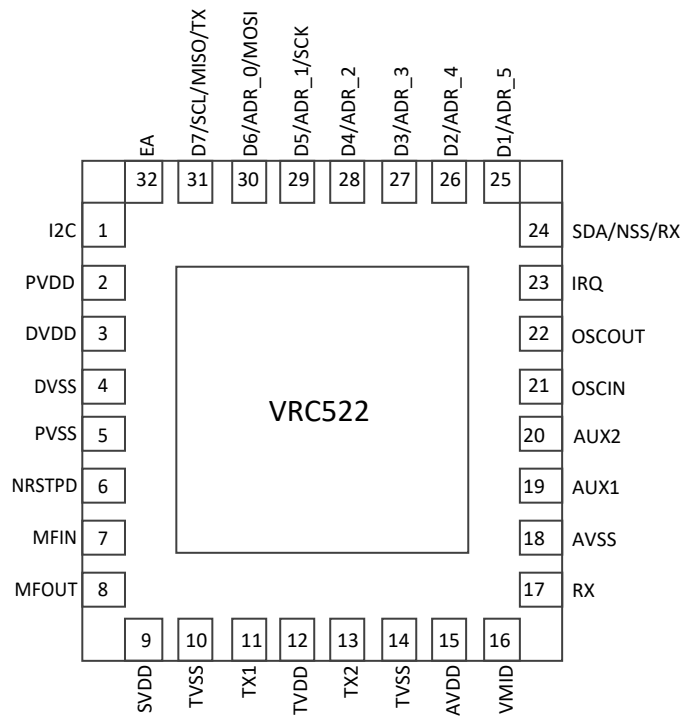 EA
D7/SCL/MISO/TX
D6/ADR_0/MOSI
D5/ADR_1/SCK
D4/ADR_2
D3/ADR_3
D2/ADR_4
D1/ADR_5
32 31 30 29 28 27 26 25
I2C 1 24 SDA/NSS/RX
PVDD 2 23 IRQ
DVDD 3 22 OSCOUT
DVSS 4 21 OSCIN
VRC522
PVSS 5 20 AUX2
NRSTPD 6 19 AUX1
MFIN 7 18 AVSS
MFOUT 8 17 RX
9 10 11 12 13 14 15 16
SVDD
TVSS
TX1
TVDD
TX2
TVSS
AVDD
VMID